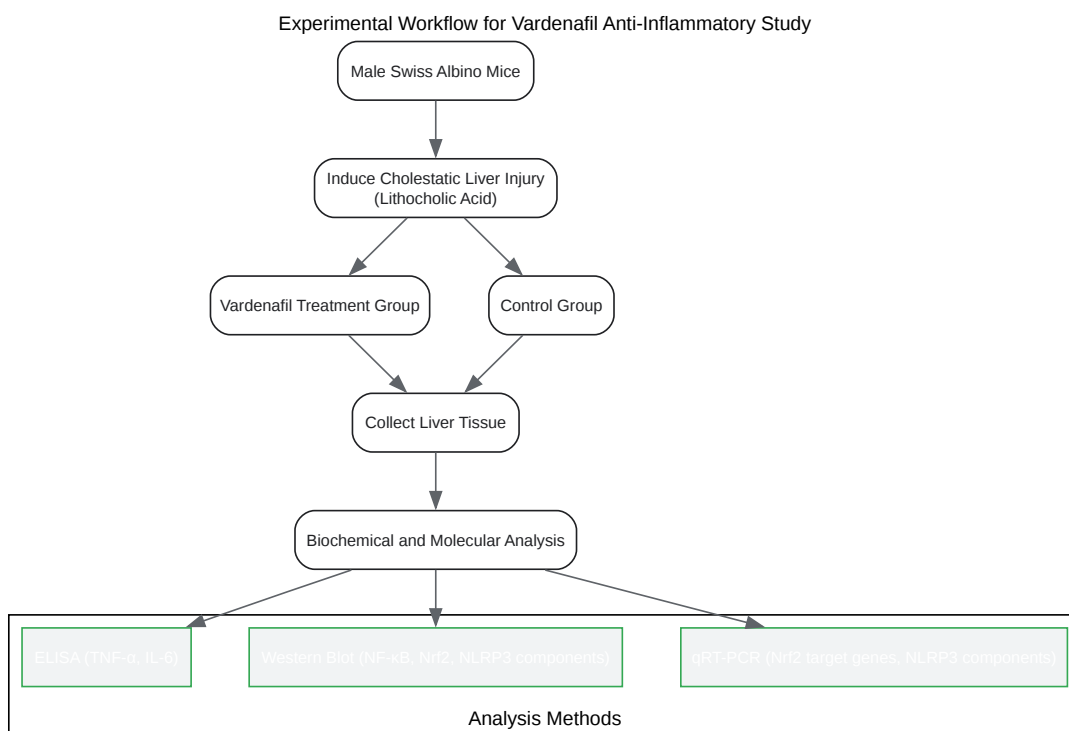 Experimental Workflow for Vardenafil Anti-Inflammatory Study
Male Swiss Albino Mice
Induce Cholestatic Liver Injury
(Lithocholic Acid)
Vardenafil Treatment Group
Control Group
Collect Liver Tissue
Biochemical and Molecular Analysis
ELISA (TNF-α, IL-6)
Western Blot (NF-κB, Nrf2, NLRP3 components)
qRT-PCR (Nrf2 target genes, NLRP3 components)
Analysis Methods